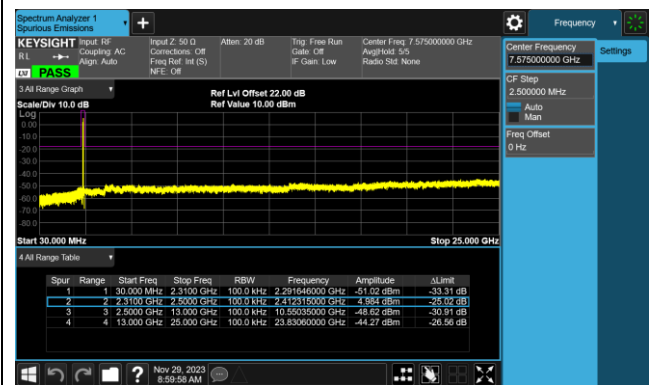 Spectrum Analyzer 1
Spurious Emissions
Frequency
KEYSIGHT Input: RF Input Z: 50 Ω Atten: 20 dB Trig: Free Run Center Freq: 7.575000000 GHz
RL Coupling: AC Corrections: Off Gate: Off Avg|Hold: 5/5
Align: Auto Freq Ref: Int (S) IF Gain: Low Radio Std: None
NFE: Off
LXI PASS
Center Frequency
7.575000000 GHz
Settings
CF Step
2.500000 MHz
Auto
Man
Freq Offset
0 Hz
3 All Range Graph
Ref Lvl Offset 22.00 dB
Scale/Div 10.0 dB Ref Value 10.00 dBm
Log
0.00
-10.0
-20.0
-30.0
-40.0
-50.0
-60.0
-70.0
-80.0
Start 30.000 MHz Stop 25.000 GHz
4 All Range Table
Spur Range Start Freq Stop Freq RBW Frequency Amplitude ΔLimit
1 1 30.000 MHz 2.3100 GHz 100.0 kHz 2.291646000 GHz -51.02 dBm -33.31 dB
2 2 2.3100 GHz 2.5000 GHz 100.0 kHz 2.412315000 GHz 4.984 dBm -25.02 dB
3 3 2.5000 GHz 13.000 GHz 100.0 kHz 10.55035000 GHz -48.62 dBm -30.91 dB
4 4 13.000 GHz 25.000 GHz 100.0 kHz 23.83060000 GHz -44.27 dBm -26.56 dB
Nov 29, 2023
8:59:58 AM